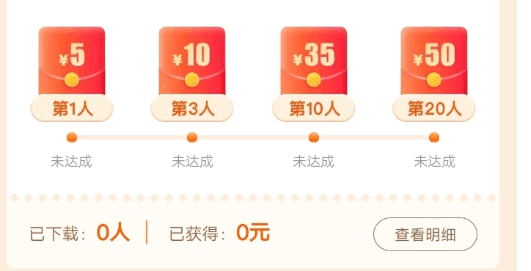 ¥5 ¥10 ¥35 ¥50
第1人 第3人 第10人 第20人
未达成 未达成 未达成 未达成
已下载：0人 已获得：0元 查看明细